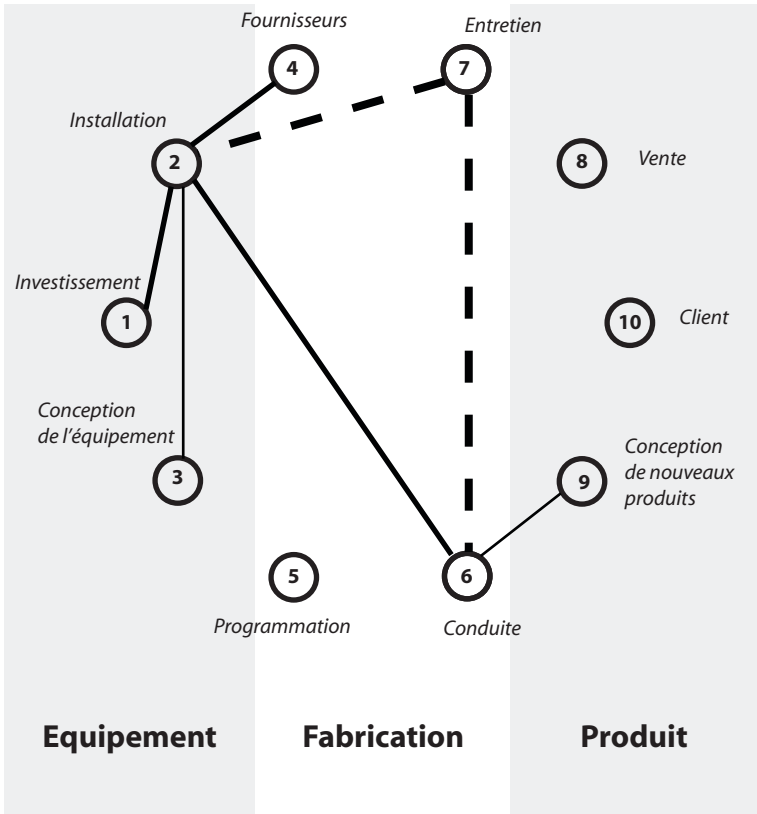 Fournisseurs
Entretien
4
7
Installation
2
8
Vente
Investissement
1
10
Client
Conception
de l'équipement
3
Conception
de nouveaux
produits
9
5
6
Programmation
Conduite
Equipement
Fabrication
Produit